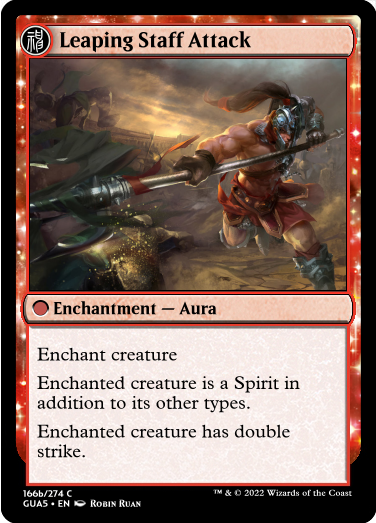 Leaping Staff Attack
Enchantment — Aura
Enchant creature
Enchanted creature is a Spirit in
addition to its other types.
Enchanted creature has double
strike.
166b/274 C
GUA5 • EN Robin Ruan
™ & © 2022 Wizards of the Coast